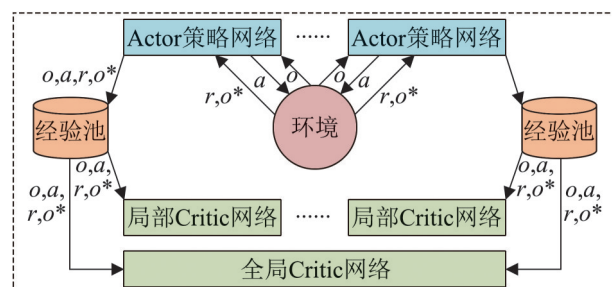 Actor策略网络 ...... Actor策略网络
o,a,r,o*
r,o*
a
o
o
a
r,o*
经验池
环境
经验池
o,a,
r,o*
o,a,
r,o*
o,a,
r,o*
o,a,
r,o*
局部Critic网络 ...... 局部Critic网络
全局Critic网络